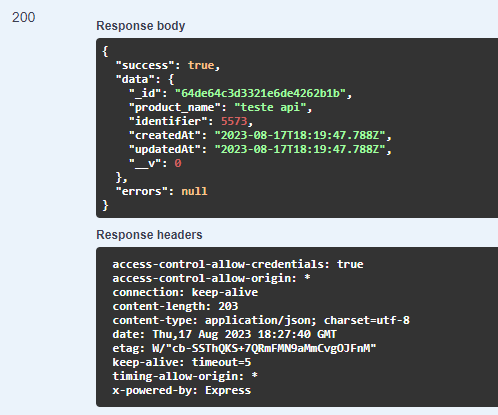 200
Response body
{
"success": true,
"data": {
"_id": "64de64c3d3321e6de4262b1b",
"product_name": "teste api",
"identifier": 5573,
"createdAt": "2023-08-17T18:19:47.788Z",
"updatedAt": "2023-08-17T18:19:47.788Z",
"__v": 0
},
"errors": null
}
Response headers
access-control-allow-credentials: true
access-control-allow-origin: *
connection: keep-alive
content-length: 203
content-type: application/json; charset=utf-8
date: Thu,17 Aug 2023 18:27:40 GMT
etag: W/"cb-SSThQKS+7QRmFMN9aMmCvgOJFnM"
keep-alive: timeout=5
timing-allow-origin: *
x-powered-by: Express